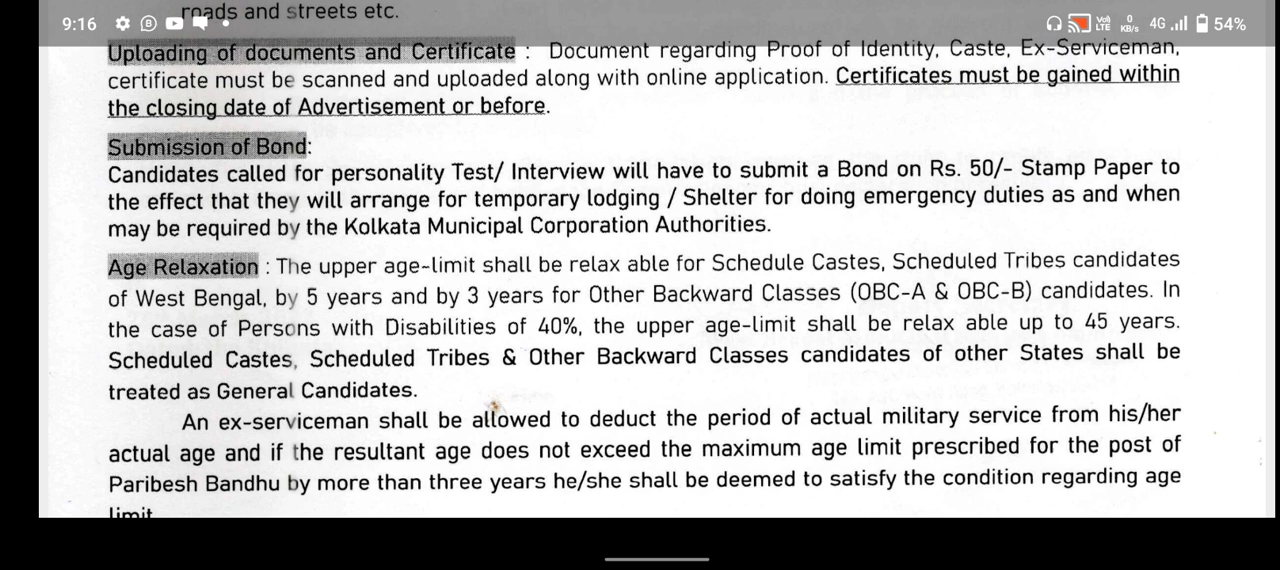 roads and streets etc.
9:16
Vo)
LTE
0
KB/s
4G
54%
Uploading of documents and Certificate : Document regarding Proof of Identity, Caste, Ex-Serviceman,
certificate must be scanned and uploaded along with online application. Certificates must be gained within
the closing date of Advertisement or before.
Submission of Bond:
Candidates called for personality Test/ Interview will have to submit a Bond on Rs. 50/- Stamp Paper to
the effect that they will arrange for temporary lodging / Shelter for doing emergency duties as and when
may be required by the Kolkata Municipal Corporation Authorities.
Age Relaxation : The upper age-limit shall be relax able for Schedule Castes, Scheduled Tribes candidates
of West Bengal, by 5 years and by 3 years for Other Backward Classes (OBC-A & OBC-B) candidates. In
the case of Persons with Disabilities of 40%, the upper age-limit shall be relax able up to 45 years.
Scheduled Castes, Scheduled Tribes & Other Backward Classes candidates of other States shall be
treated as General Candidates.
An ex-serviceman shall be allowed to deduct the period of actual military service from his/her
actual age and if the resultant age does not exceed the maximum age limit prescribed for the post of
Paribesh Bandhu by more than three years he/she shall be deemed to satisfy the condition regarding age
limit